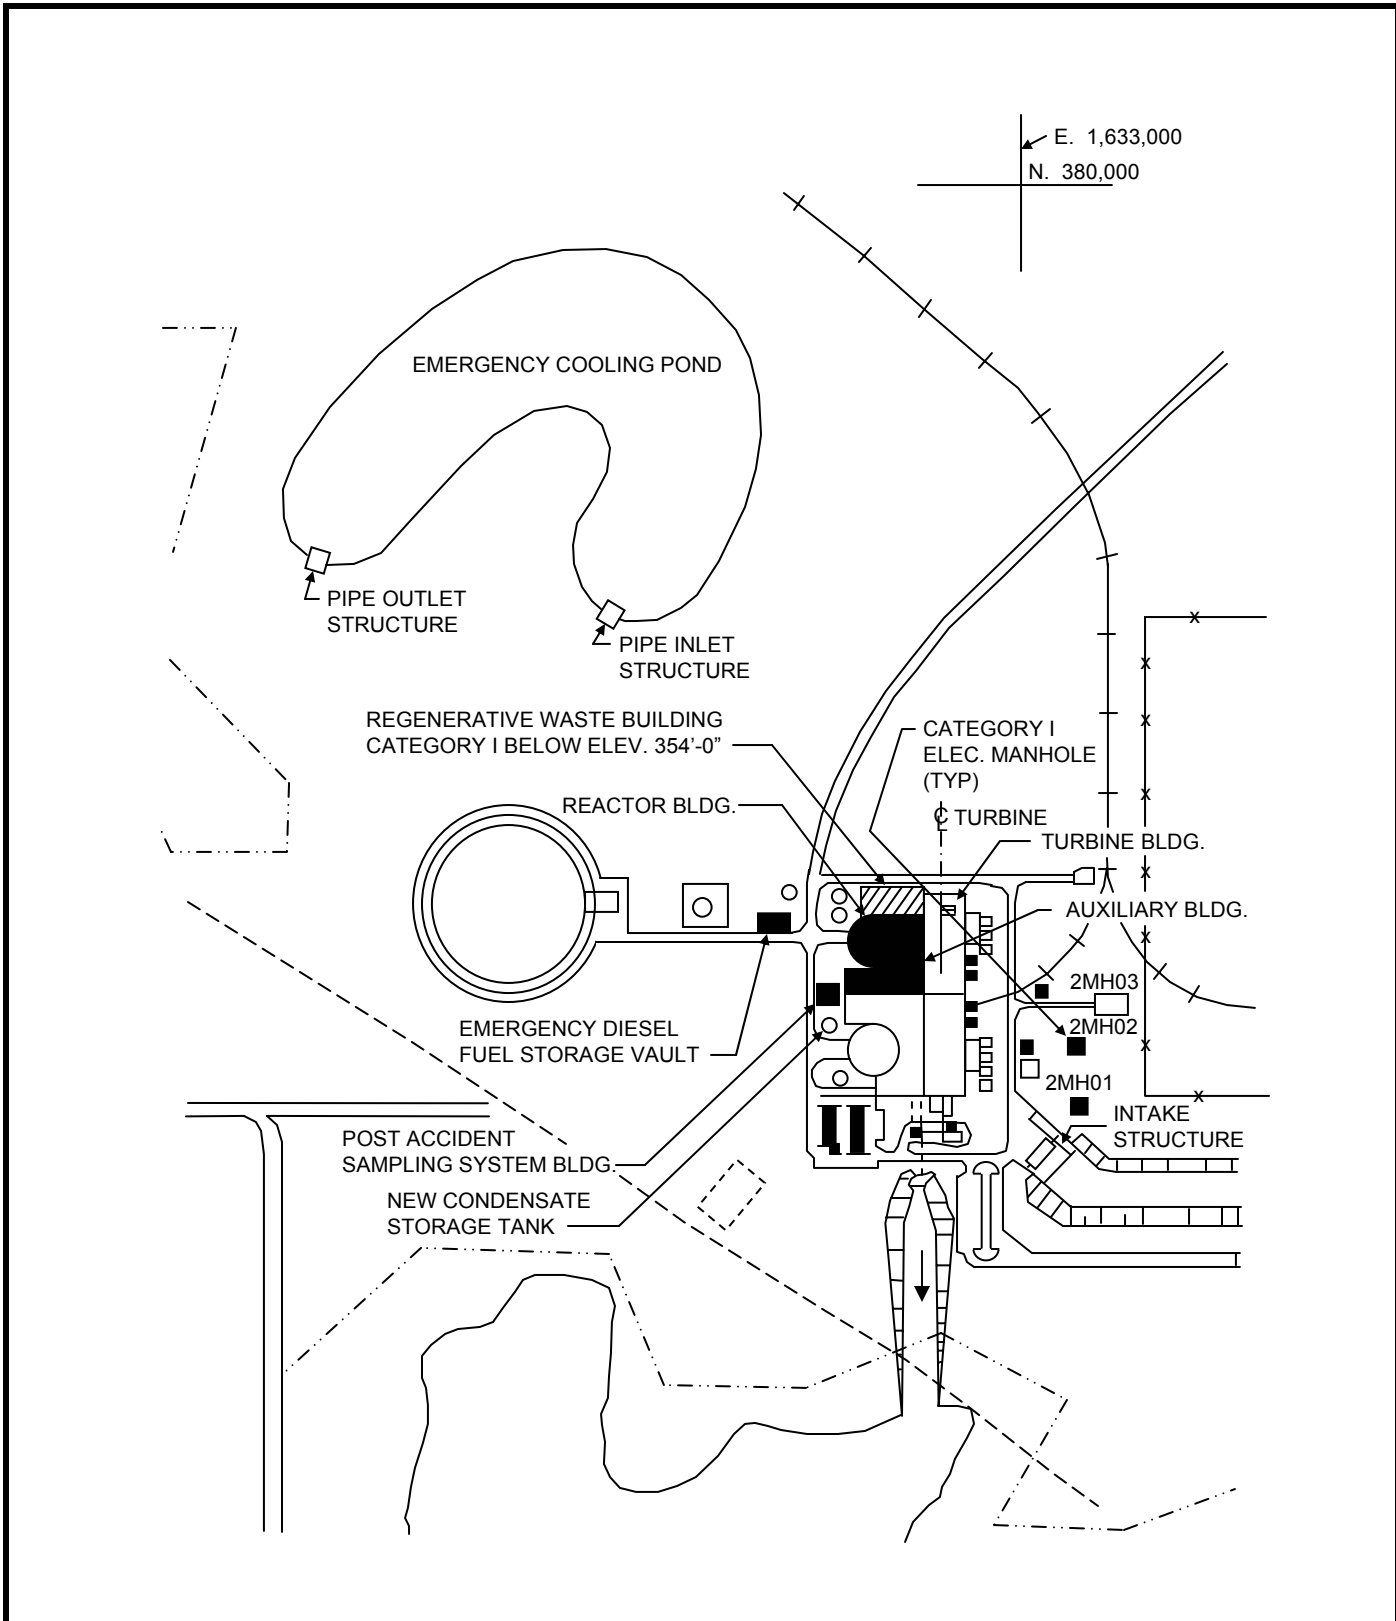 E. 1,633,000
N. 380,000
EMERGENCY COOLING POND
PIPE OUTLET
STRUCTURE
PIPE INLET
STRUCTURE
REGENERATIVE WASTE BUILDING
CATEGORY I BELOW ELEV. 354'-0”
CATEGORY I
ELEC. MANHOLE
(TYP)
REACTOR BLDG.
℄ TURBINE
TURBINE BLDG.
AUXILIARY BLDG.
2MH03
2MH02
EMERGENCY DIESEL
FUEL STORAGE VAULT
2MH01
INTAKE
STRUCTURE
POST ACCIDENT
SAMPLING SYSTEM BLDG.
NEW CONDENSATE
STORAGE TANK